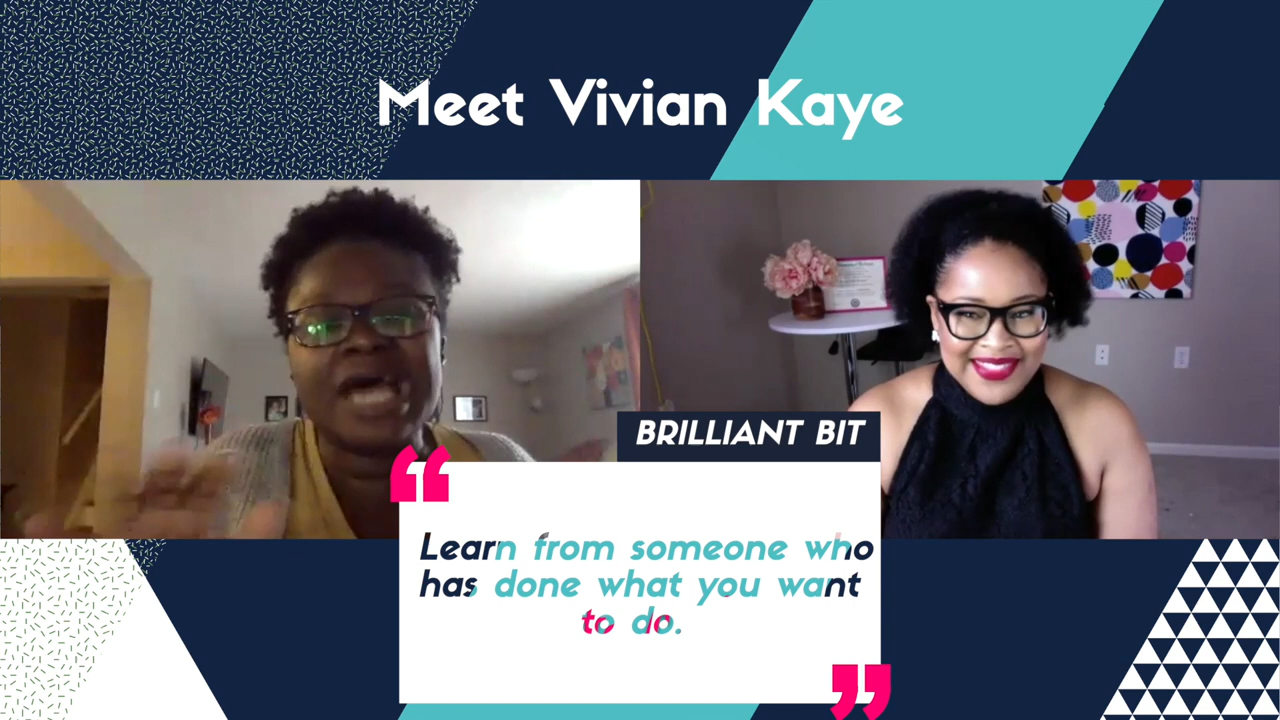 Meet Vivian Kaye
BRILLIANT BIT
“
Learn from someone who
has done what you want
to do.
”